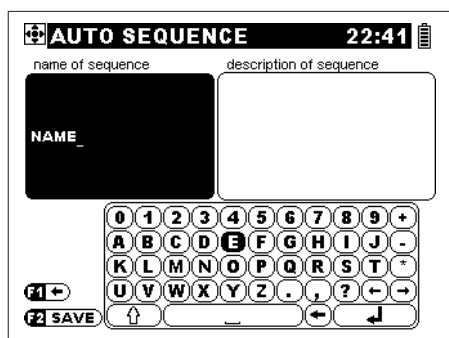 AUTO SEQUENCE 22:41
name of sequence description of sequence
NAME_
0 1 2 3 4 5 6 7 8 9 +
A B C D E F G H I J -
K L M N O P Q R S T *
F1 ← U V W X Y Z . , ? ← →
F2 SAVE ⇧ ⎵ ← ↲